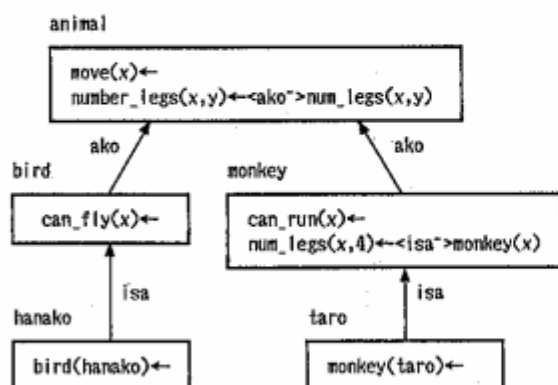 animal
move(x)←
number_legs(x,y)←<ako~>num_legs(x,y)
ako
ako
bird
monkey
can_fly(x)←
can_run(x)←
num_legs(x,4)←<isa~>monkey(x)
isa
isa
hanako
taro
bird(hanako)←
monkey(taro)←